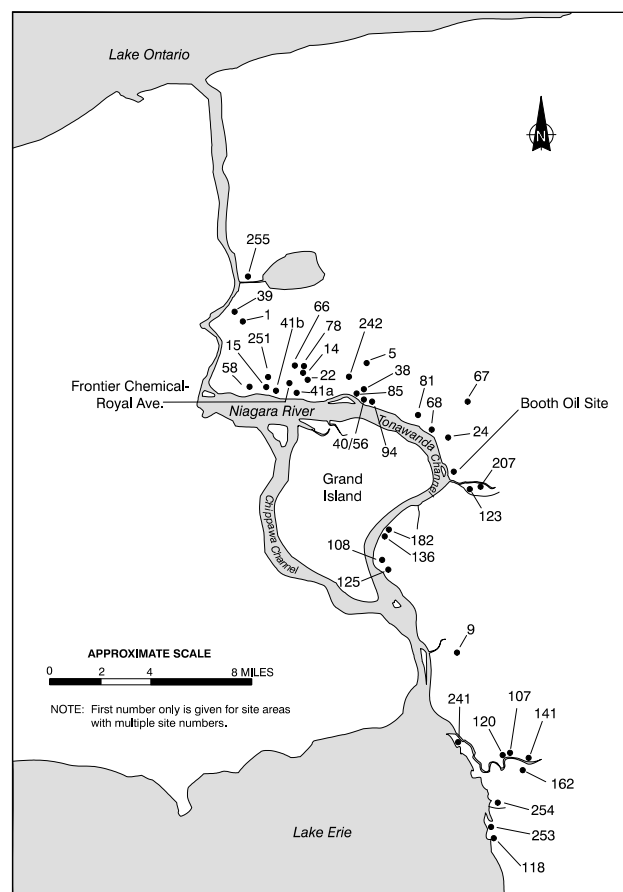 Lake Ontario
N
255
39
1
66
41b
78
242
251
14
5
15
58
22
38
Frontier Chemical-
Royal Ave.
41a
85
81
67
Niagara River
68
Booth Oil Site
40/56
94
Tonawanda Channel
24
207
Grand
Island
123
Chippawa Channel
182
136
108
125
9
APPROXIMATE SCALE
0 2 4 8 MILES
NOTE: First number only is given for site areas
with multiple site numbers.
241
120
107
141
162
254
253
118
Lake Erie